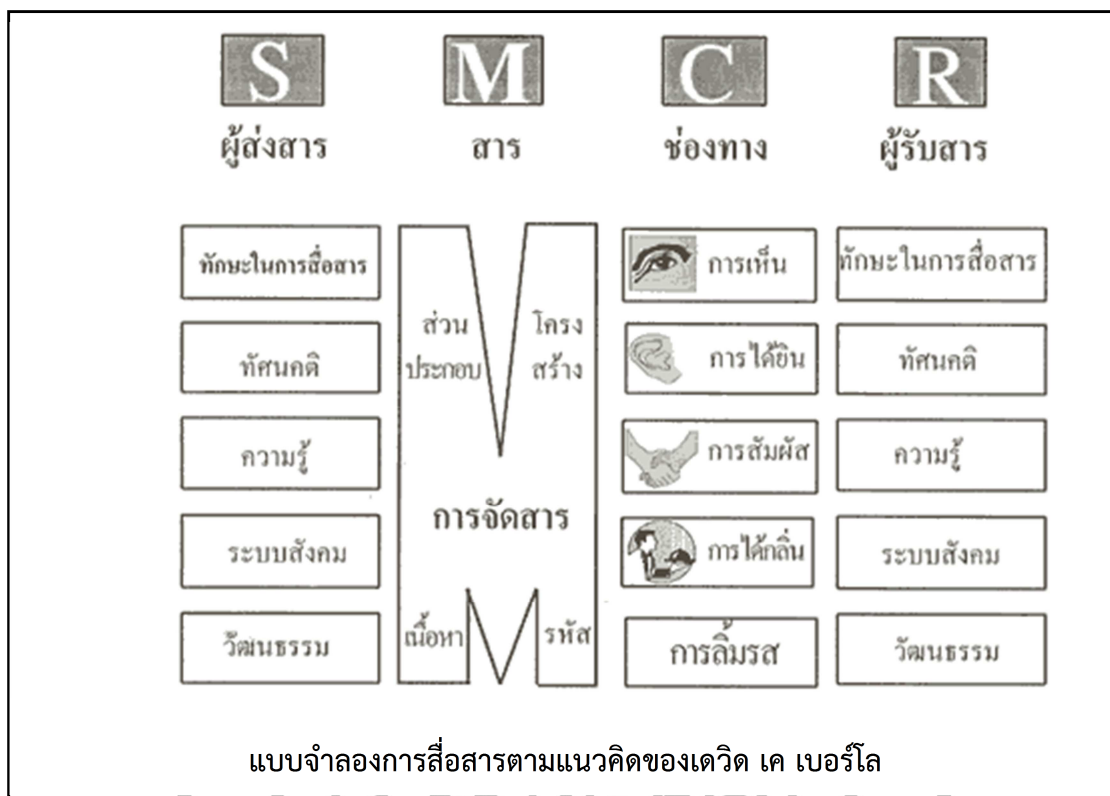 S M C R
ผู้ส่งสาร สาร ช่องทาง ผู้รับสาร
ทักษะในการสื่อสาร
ทัศนคติ
ความรู้
ระบบสังคม
วัฒนธรรม
ส่วน
ประกอบ
โครง
สร้าง
การจัดสาร
เนื้อหา
รหัส
การเห็น
การได้ยิน
การสัมผัส
การได้กลิ่น
การลิ้มรส
ทักษะในการสื่อสาร
ทัศนคติ
ความรู้
ระบบสังคม
วัฒนธรรม
แบบจำลองการสื่อสารตามแนวคิดของเดวิด เค เบอร์โล